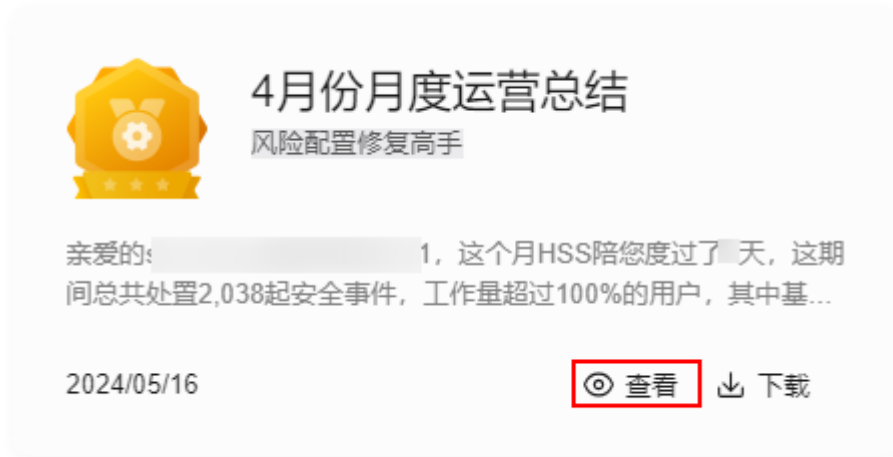 4月份月度运营总结
风险配置修复高手
亲爱的s 1，这个月HSS陪您度过了 天，这期
间总共处置2,038起安全事件，工作量超过100%的用户，其中基...
2024/05/16 查看 下载